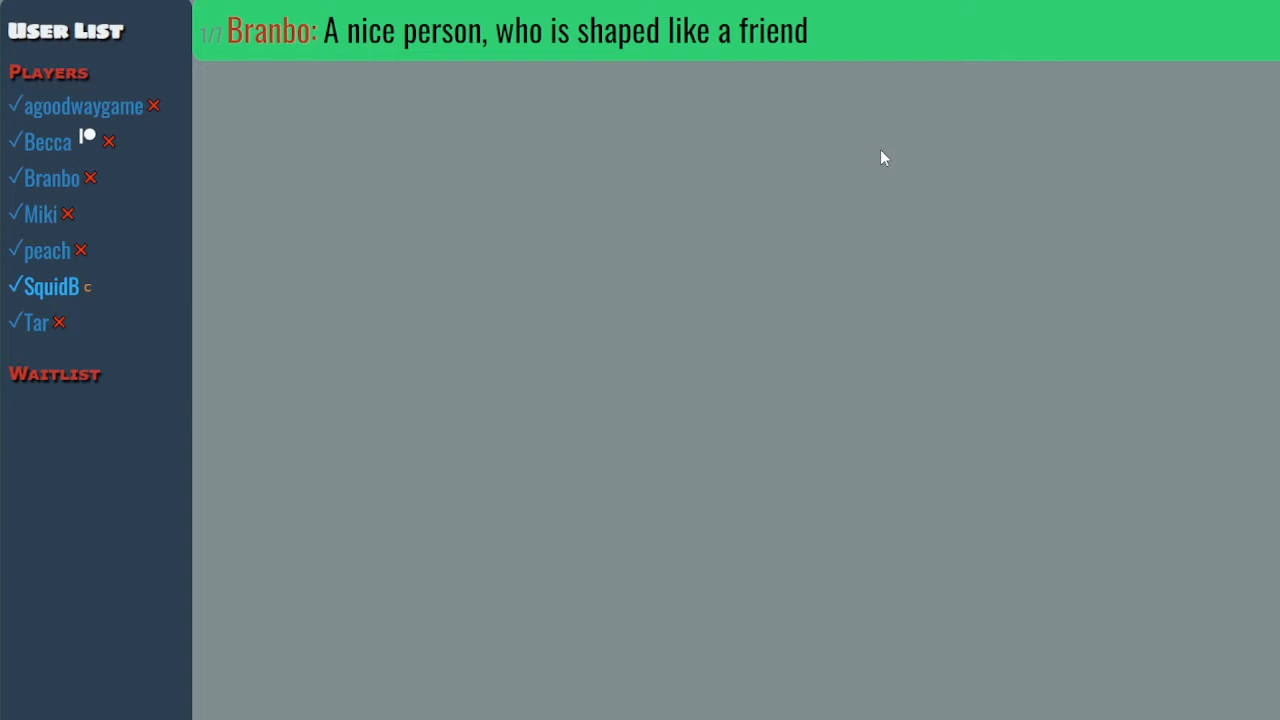 User List
Players
✓agoodwaygame ✕
✓Becca ✕
✓Branbo ✕
✓Miki ✕
✓peach ✕
✓SquidB c
✓Tar ✕
Waitlist
1/7 Branbo: A nice person, who is shaped like a friend